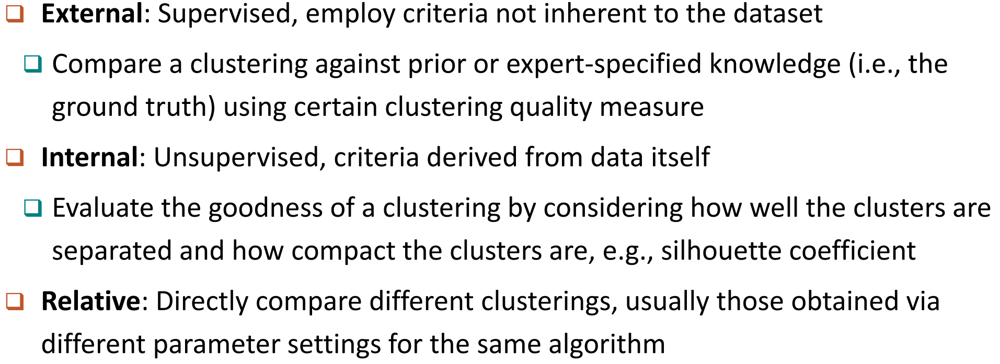 External: Supervised, employ criteria not inherent to the dataset
Compare a clustering against prior or expert-specified knowledge (i.e., the
ground truth) using certain clustering quality measure
Internal: Unsupervised, criteria derived from data itself
Evaluate the goodness of a clustering by considering how well the clusters are
separated and how compact the clusters are, e.g., silhouette coefficient
Relative: Directly compare different clusterings, usually those obtained via
different parameter settings for the same algorithm